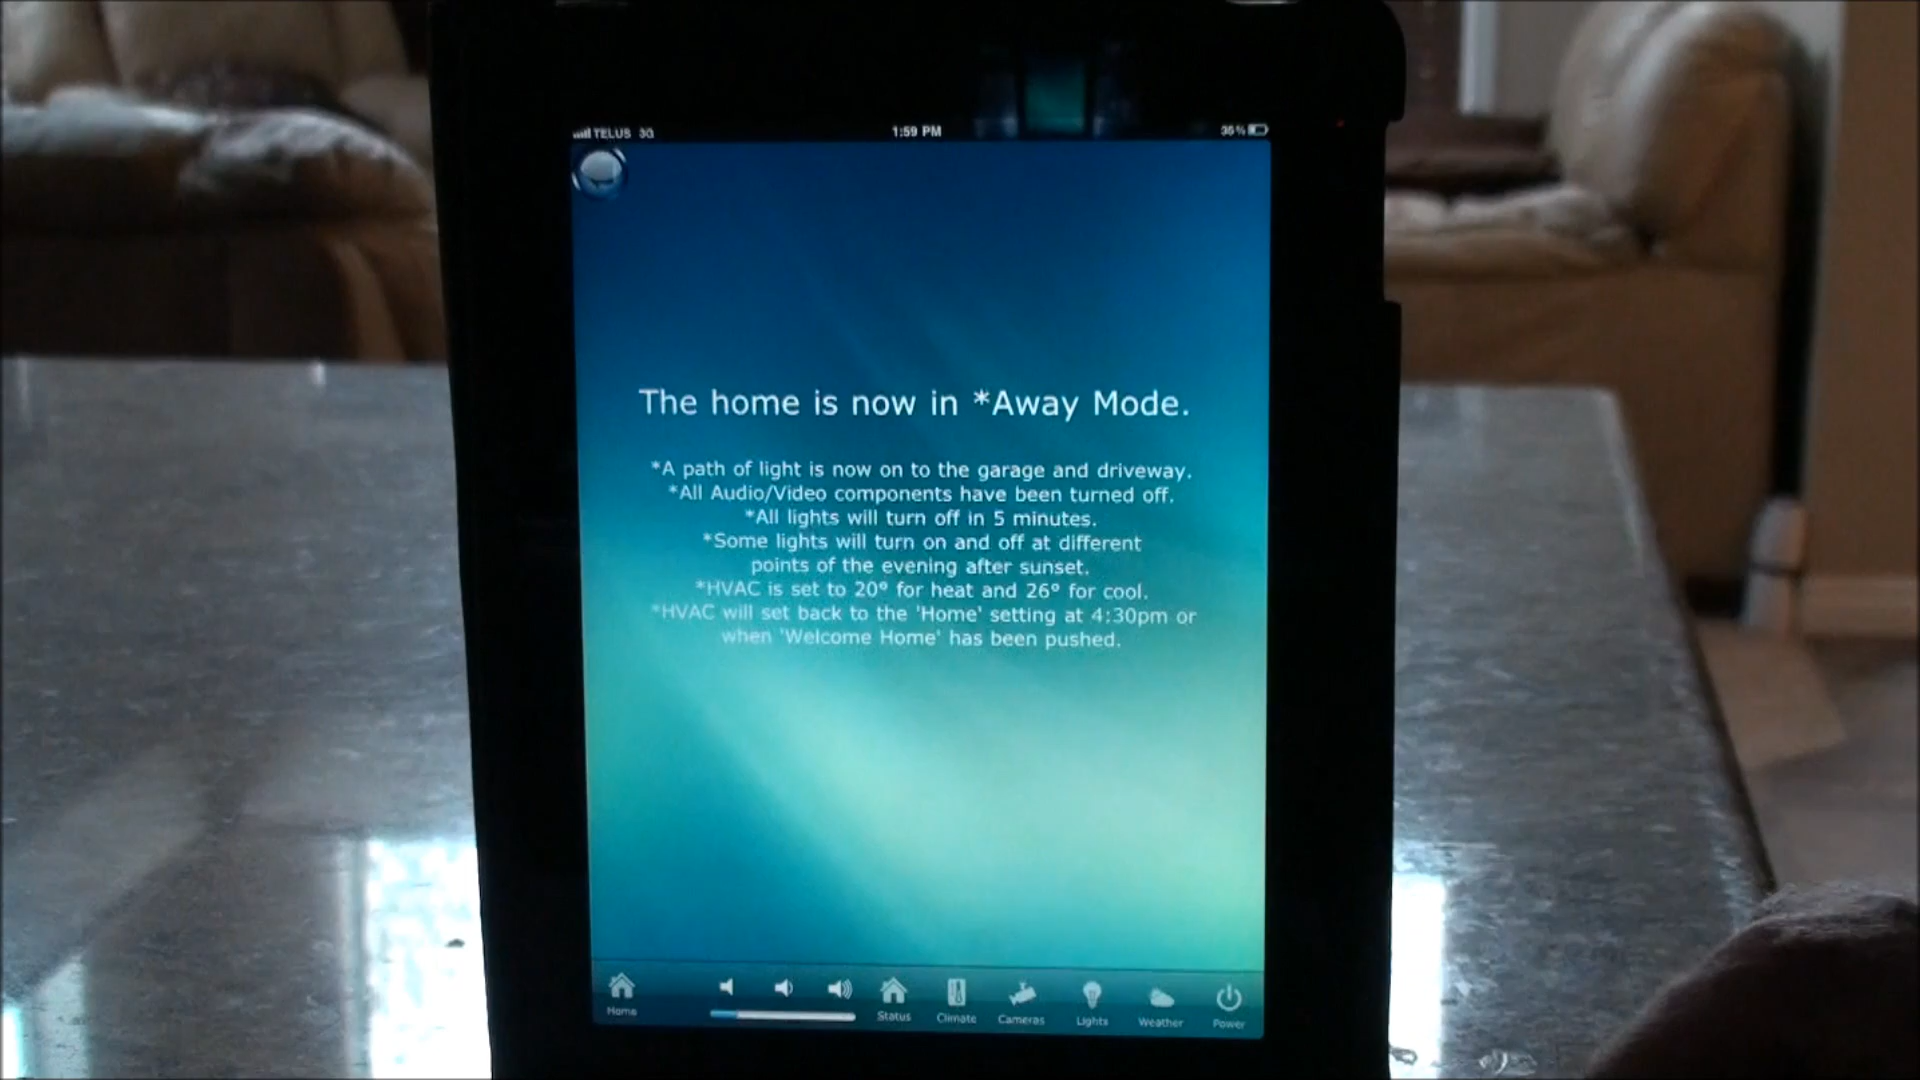 TELUS 3G 1:59 PM 36%
The home is now in *Away Mode.
*A path of light is now on to the garage and driveway.
*All Audio/Video components have been turned off.
*All lights will turn off in 5 minutes.
*Some lights will turn on and off at different
points of the evening after sunset.
*HVAC is set to 20° for heat and 26° for cool.
*HVAC will set back to the 'Home' setting at 4:30pm or
when 'Welcome Home' has been pushed.
Home Status Climate Cameras Lights Weather Power